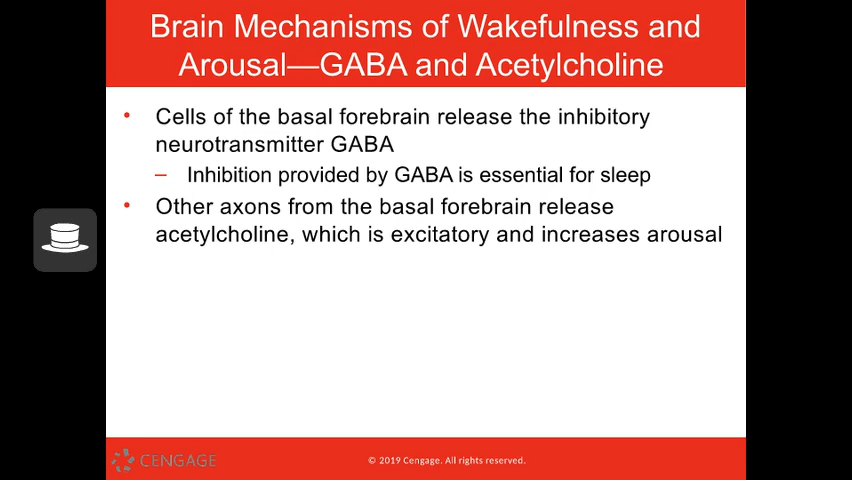 Brain Mechanisms of Wakefulness and
Arousal—GABA and Acetylcholine
• Cells of the basal forebrain release the inhibitory
neurotransmitter GABA
– Inhibition provided by GABA is essential for sleep
• Other axons from the basal forebrain release
acetylcholine, which is excitatory and increases arousal
CENGAGE
© 2019 Cengage. All rights reserved.